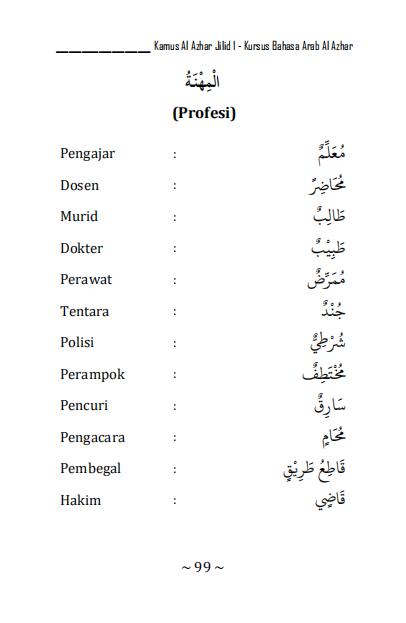 Kamus Al Azhar Jilid I - Kursus Bahasa Arab Al Azhar
الْمِهْنَةُ
(Profesi)
Pengajar : مُعَلِّمٌ
Dosen : مُحَاضِرٌ
Murid : طَالِبٌ
Dokter : طَبِيْبٌ
Perawat : مُمَرِّضٌ
Tentara : جُنْدٌ
Polisi : شُرْطِيٌّ
Perampok : مُخْتَطِفٌ
Pencuri : سَارِقٌ
Pengacara : مُحَامٍ
Pembegal : قَاطِعُ طَرِيْقٍ
Hakim : قَاضِي
~ 99 ~